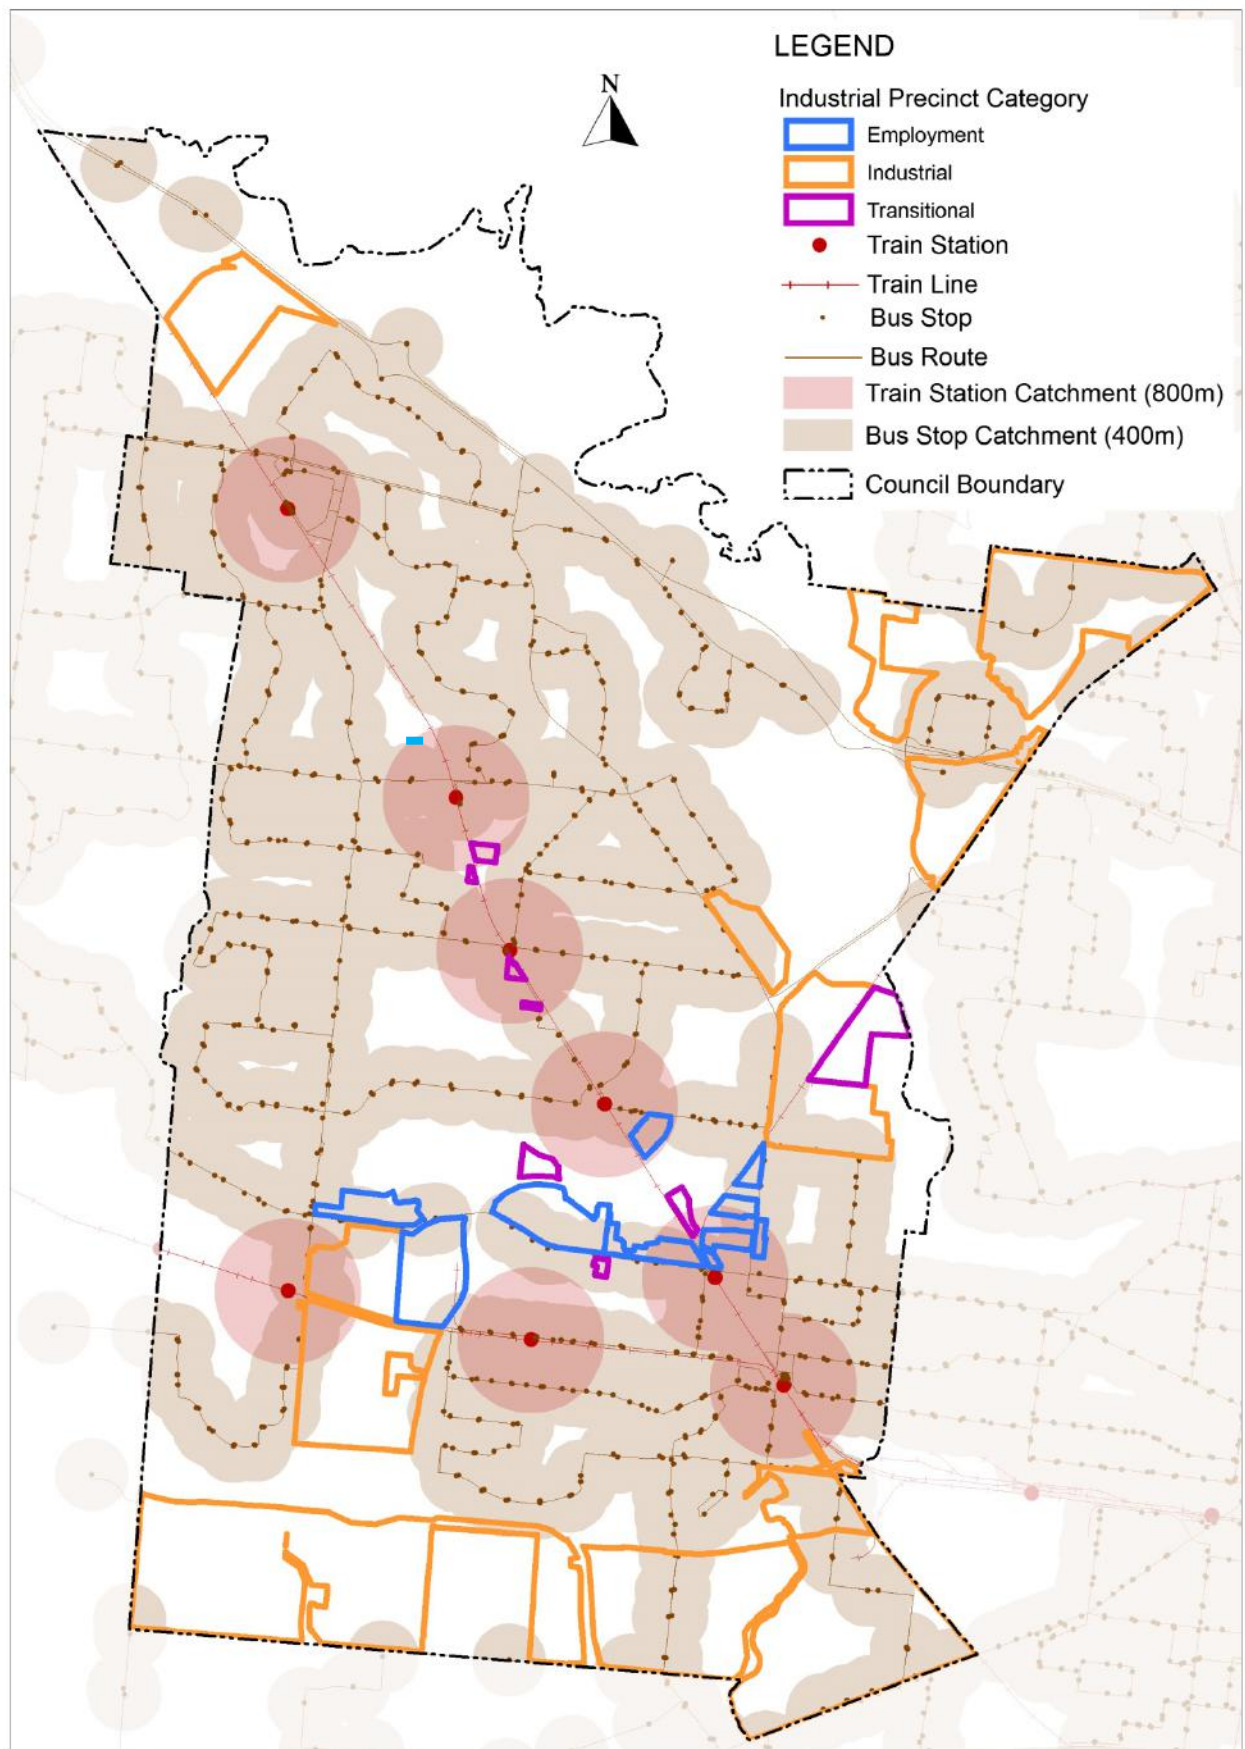 LEGEND
N
Industrial Precinct Category
Employment
Industrial
Transitional
Train Station
Train Line
Bus Stop
Bus Route
Train Station Catchment (800m)
Bus Stop Catchment (400m)
Council Boundary